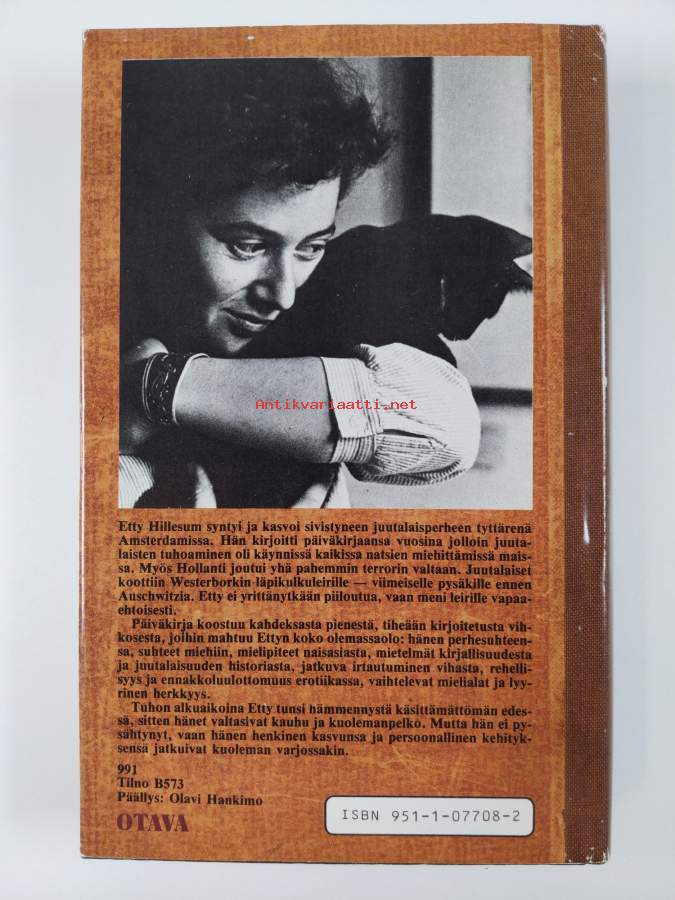 Antikvariaatti.net
Etty Hillesum syntyi ja kasvoi sivistyneen juutalaisperheen tyttärenä
Amsterdamissa. Hän kirjoitti päiväkirjaansa vuosina jolloin juuta-
laisten tuhoaminen oli käynnissä kaikissa natsien miehittämissä mais-
sa. Myös Hollanti joutui yhä pahemmin terrorin valtaan. Juutalaiset
koottiin Westerborkin läpikulkuleirille — viimeiselle pysäkille ennen
Auschwitzia. Etty ei yrittänytkään piiloutua, vaan meni leirille vapaa-
ehtoisesti.
Päiväkirja koostuu kahdeksasta pienestä, tiheään kirjoitetusta vih-
kosesta, joihin mahtuu Ettyn koko olemassaolo: hänen perhesuhteen-
sa, suhteet miehiin, mielipiteet naisasiasta, mietelmät kirjallisuudesta
ja juutalaisuuden historiasta, jatkuva irtautuminen vihasta, rehelli-
syys ja ennakkoluulottomuus erotiikassa, vaihtelevat mielialat ja lyy-
rinen herkkyys.
Tuhon alkuaikoina Etty tunsi hämmennystä käsittämättömän edes-
sä, sitten hänet valtasivat kauhu ja kuolemanpelko. Mutta hän ei py-
sähtynyt, vaan hänen henkinen kasvunsa ja persoonallinen kehityk-
sensä jatkuivat kuoleman varjossakin.
991
Tilno B573
Päällys: Olavi Hankimo
OTAVA
ISBN 951-1-07708-2